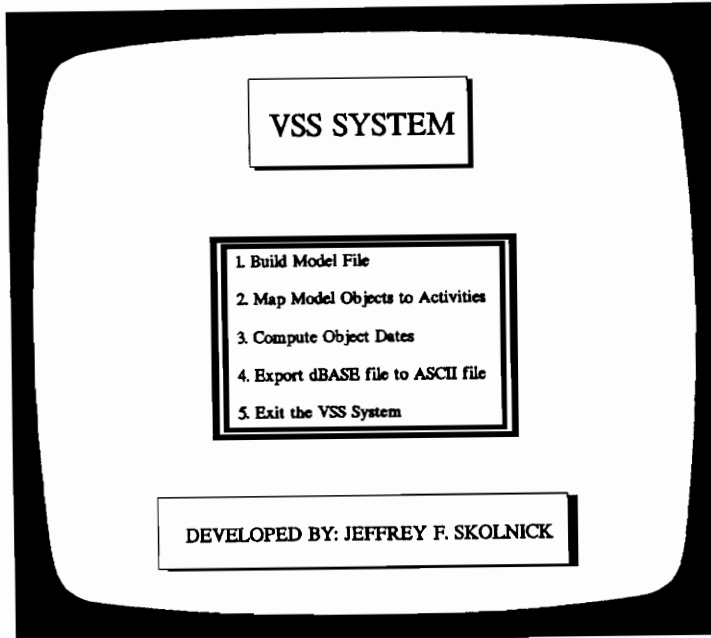 VSS SYSTEM
1. Build Model File
2. Map Model Objects to Activities
3. Compute Object Dates
4. Export dBASE file to ASCII file
5. Exit the VSS System
DEVELOPED BY: JEFFREY F. SKOLNICK